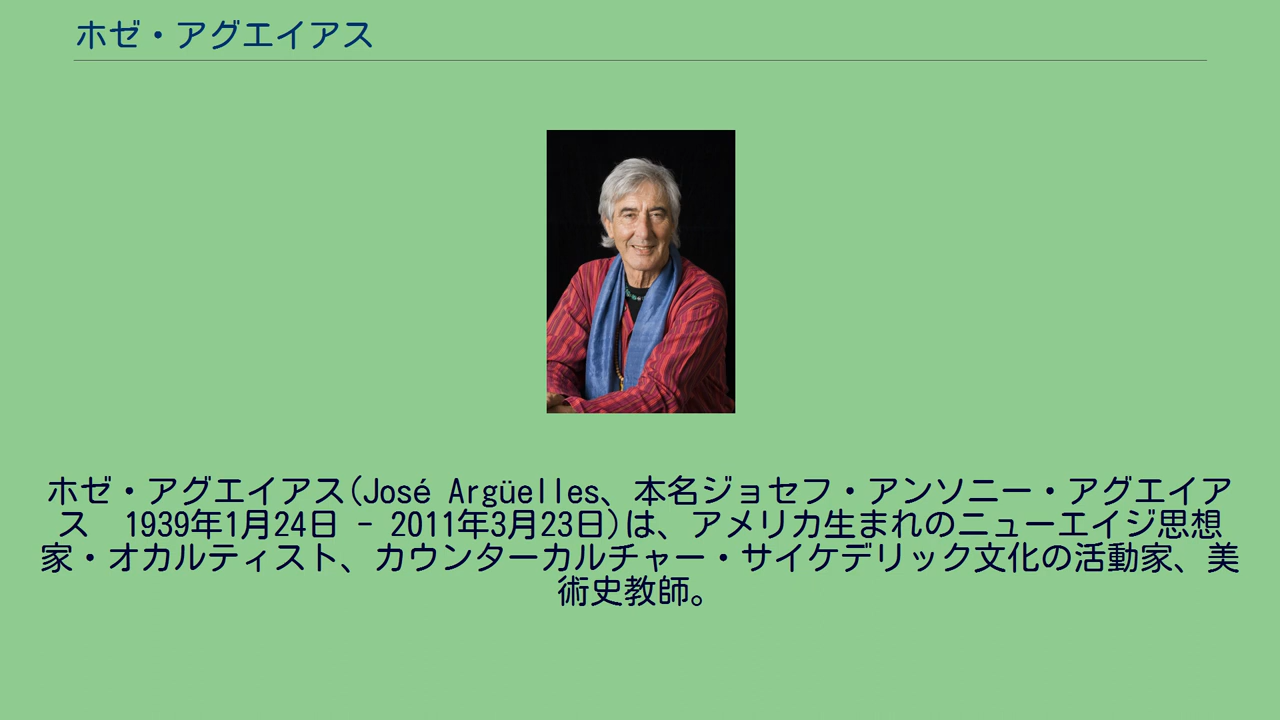 ホゼ・アグエイアス
ホゼ・アグエイアス(José Argüelles、本名ジョセフ・アンソニー・アグエイア
ス　1939年1月24日 - 2011年3月23日)は、アメリカ生まれのニューエイジ思想
家・オカルティスト、カウンターカルチャー・サイケデリック文化の活動家、美
術史教師。